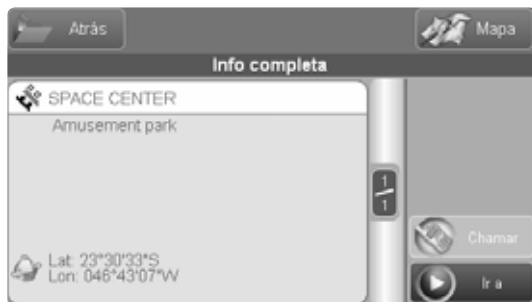 Atrás
Mapa
Info completa
SPACE CENTER
Amusement park
1
1
Lat: 23°30'33"S
Lon: 046°43'07"W
Chamar
Ir a